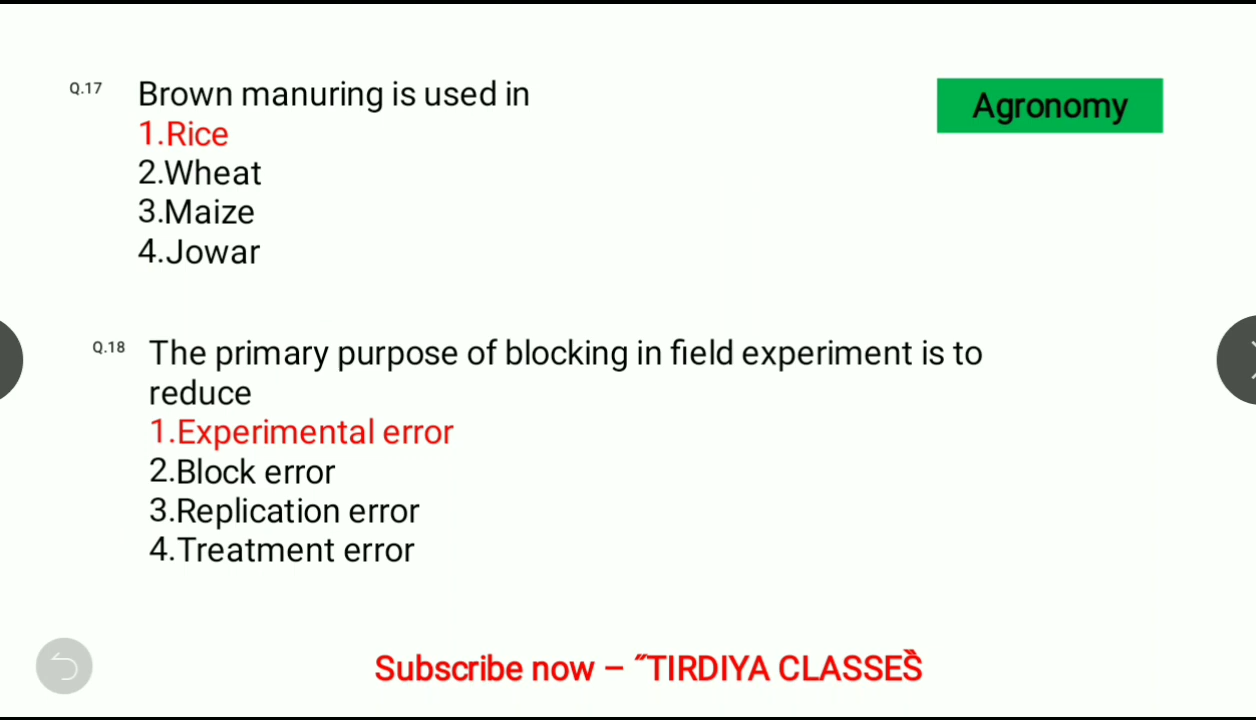 Q.17 Brown manuring is used in
Agronomy
1.Rice
2.Wheat
3.Maize
4.Jowar
Q.18 The primary purpose of blocking in field experiment is to
reduce
1.Experimental error
2.Block error
3.Replication error
4.Treatment error
Subscribe now – ˝TIRDIYA CLASSES̏